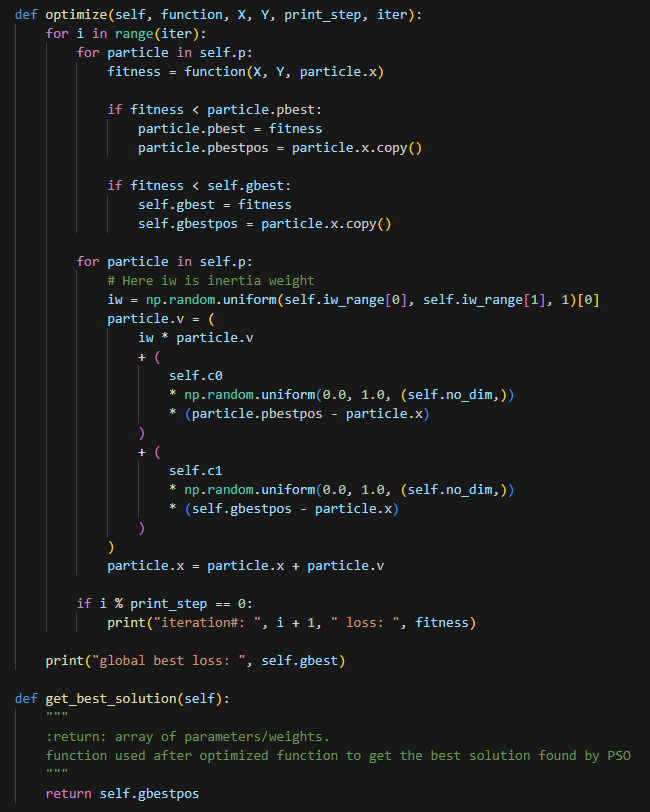 def optimize(self, function, X, Y, print_step, iter):
    for i in range(iter):
        for particle in self.p:
            fitness = function(X, Y, particle.x)

            if fitness < particle.pbest:
                particle.pbest = fitness
                particle.pbestpos = particle.x.copy()

            if fitness < self.gbest:
                self.gbest = fitness
                self.gbestpos = particle.x.copy()

        for particle in self.p:
            # Here iw is inertia weight
            iw = np.random.uniform(self.iw_range[0], self.iw_range[1], 1)[0]
            particle.v = (
                iw * particle.v
                + (
                    self.c0
                    * np.random.uniform(0.0, 1.0, (self.no_dim,))
                    * (particle.pbestpos - particle.x)
                )
                + (
                    self.c1
                    * np.random.uniform(0.0, 1.0, (self.no_dim,))
                    * (self.gbestpos - particle.x)
                )
            )
            particle.x = particle.x + particle.v

        if i % print_step == 0:
            print("iteration#: ", i + 1, " loss: ", fitness)

    print("global best loss: ", self.gbest)

def get_best_solution(self):
    """
    :return: array of parameters/weights.
    function used after optimized function to get the best solution found by PSO
    """
    return self.gbestpos